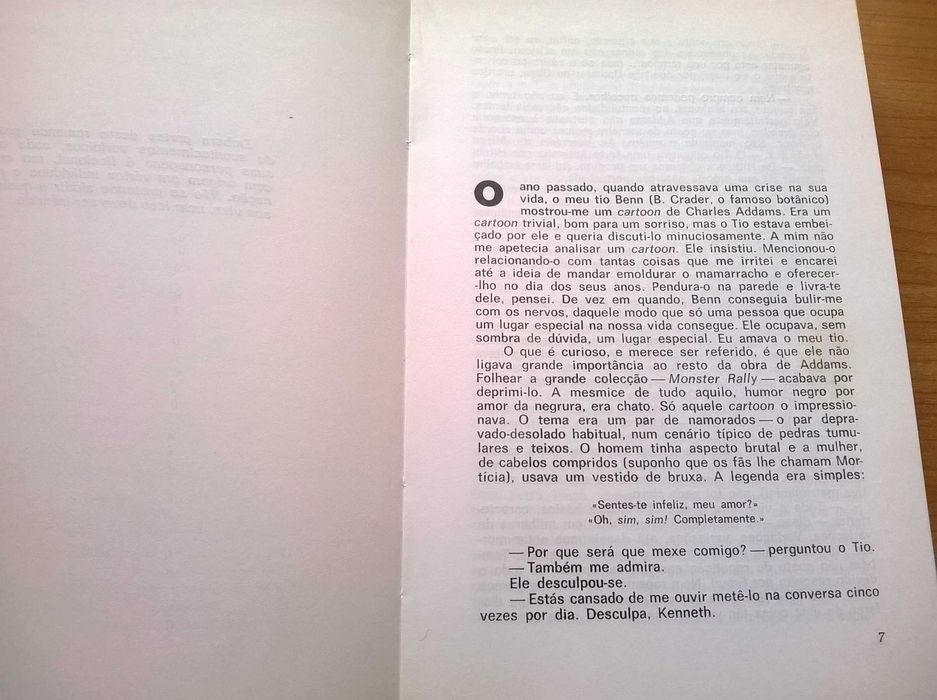 O ano passado, quando atravessava uma crise na sua
vida, o meu tio Benn (B. Crader, o famoso botânico)
mostrou-me um cartoon de Charles Addams. Era um
cartoon trivial, bom para um sorriso, mas o Tio estava embei-
çado por ele e queria discuti-lo minuciosamente. A mim não
me apetecia analisar um cartoon. Ele insistiu. Mencionou-o
relacionando-o com tantas coisas que me irritei e encarei
até a ideia de mandar emoldurar o mamarracho e oferecer-
-lho no dia dos seus anos. Pendura-o na parede e livra-te
dele, pensei. De vez em quando, Benn conseguia bulir-me
com os nervos, daquele modo que só uma pessoa que ocupa
um lugar especial na nossa vida consegue. Ele ocupava, sem
sombra de dúvida, um lugar especial. Eu amava o meu tio.
O que é curioso, e merece ser referido, é que ele não
ligava grande importância ao resto da obra de Addams.
Folhear a grande colecção — Monster Rally — acabava por
deprimi-lo. A mesmice de tudo aquilo, humor negro por
amor da negrura, era chato. Só aquele cartoon o impressio-
nava. O tema era um par de namorados — o par depra-
vado-desolado habitual, num cenário típico de pedras tumu-
lares e teixos. O homem tinha aspecto brutal e a mulher,
de cabelos compridos (suponho que os fãs lhe chamam Mor-
tícia), usava um vestido de bruxa. A legenda era simples:
«Sentes-te infeliz, meu amor?»
«Oh, sim, sim! Completamente.»
— Por que será que mexe comigo? — perguntou o Tio.
— Também me admira.
Ele desculpou-se.
— Estás cansado de me ouvir metê-lo na conversa cinco
vezes por dia. Desculpa, Kenneth.
7